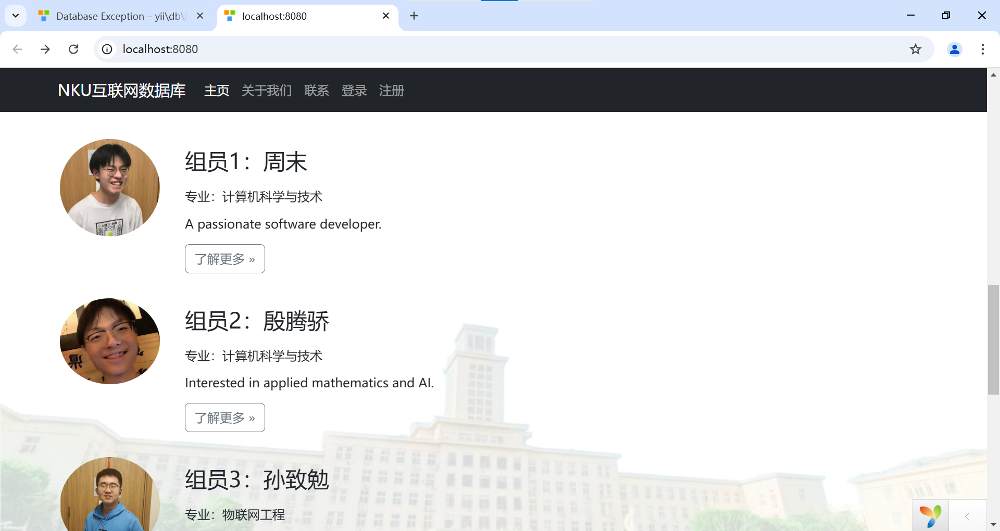 Database Exception – yii\db\
localhost:8080
localhost:8080
NKU互联网数据库 主页 关于我们 联系 登录 注册
组员1：周末
专业：计算机科学与技术
A passionate software developer.
了解更多 »
组员2：殷腾骄
专业：计算机科学与技术
Interested in applied mathematics and AI.
了解更多 »
组员3：孙致勉
专业：物联网工程